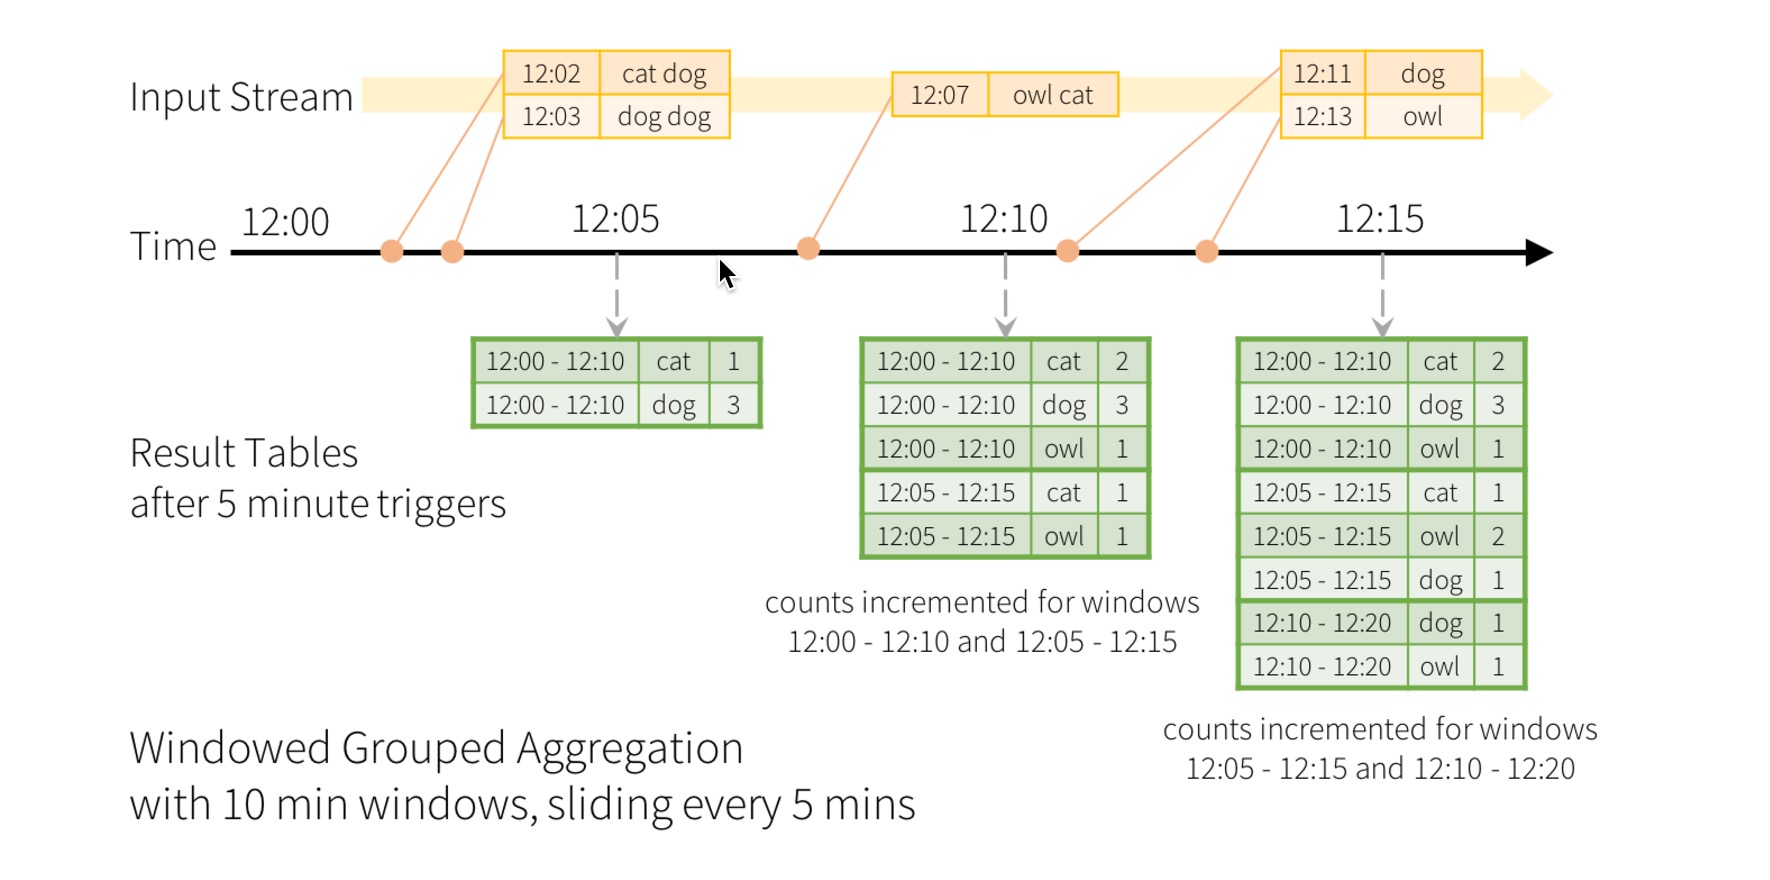 Input Stream
12:02 cat dog
12:03 dog dog
12:07 owl cat
12:11 dog
12:13 owl
Time
12:00
12:05
12:10
12:15
12:00 - 12:10 cat 1
12:00 - 12:10 dog 3
12:00 - 12:10 cat 2
12:00 - 12:10 dog 3
12:00 - 12:10 owl 1
12:05 - 12:15 cat 1
12:05 - 12:15 owl 1
12:00 - 12:10 cat 2
12:00 - 12:10 dog 3
12:00 - 12:10 owl 1
12:05 - 12:15 cat 1
12:05 - 12:15 owl 2
12:05 - 12:15 dog 1
12:10 - 12:20 dog 1
12:10 - 12:20 owl 1
Result Tables
after 5 minute triggers
counts incremented for windows
12:00 - 12:10 and 12:05 - 12:15
counts incremented for windows
12:05 - 12:15 and 12:10 - 12:20
Windowed Grouped Aggregation
with 10 min windows, sliding every 5 mins